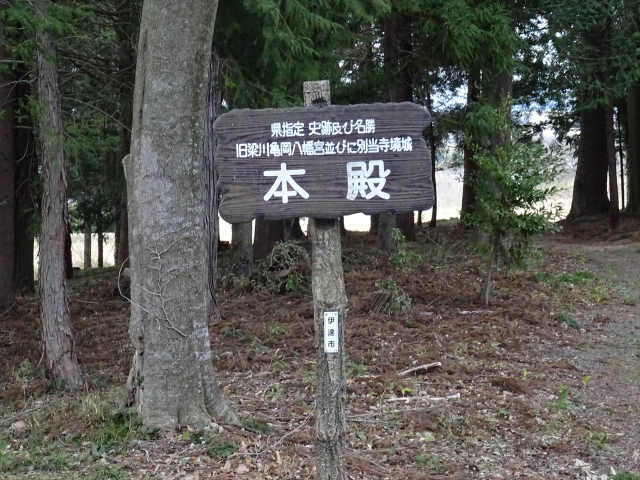 県指定 史跡及び名勝
旧梁川亀岡八幡宮並びに別当寺境域
本 殿
伊達市